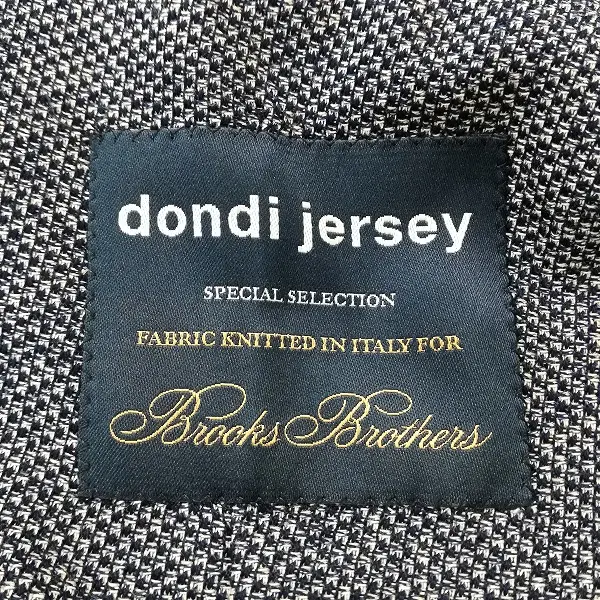 dondi jersey
SPECIAL SELECTION
FABRIC KNITTED IN ITALY FOR
Brooks Brothers